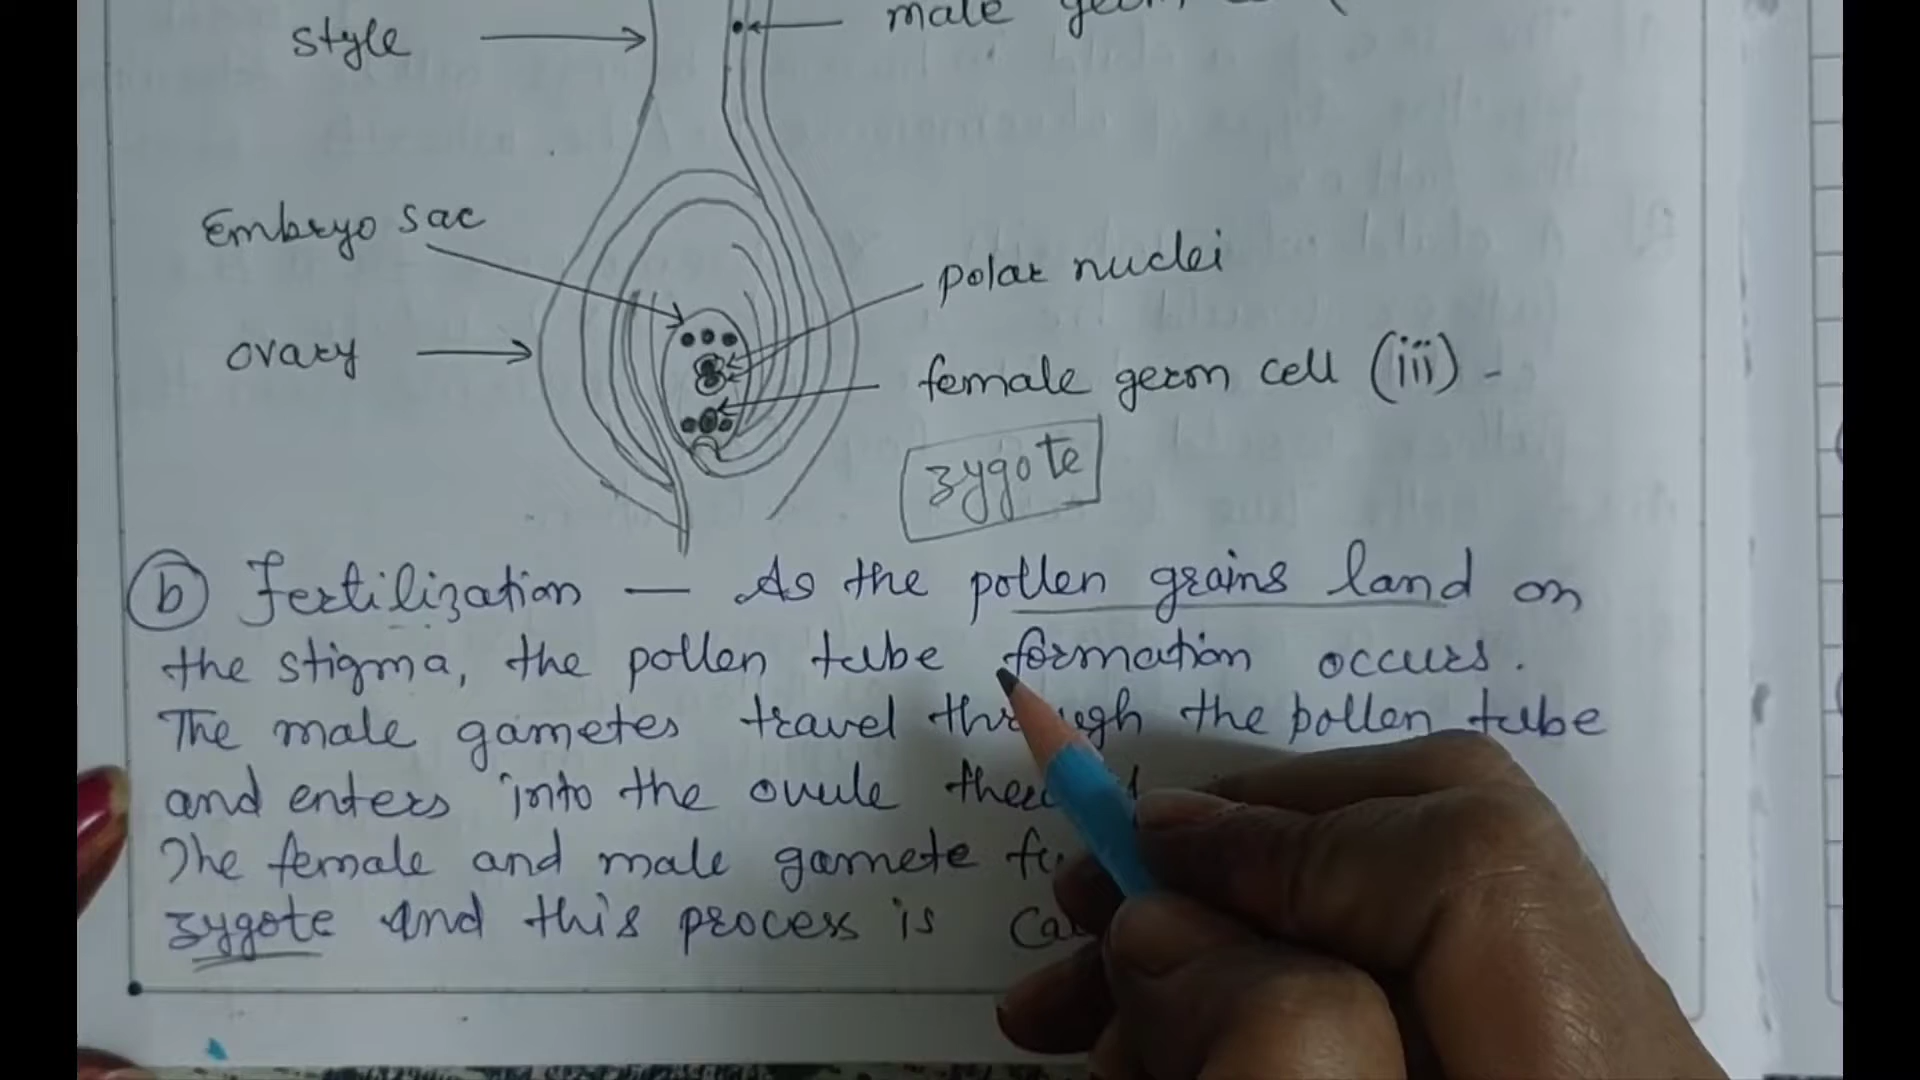 male
style
Embryo sac
polar nuclei
ovary
female germ cell (iii) -
zygote
(b) Fertilization — As the pollen grains land on
the stigma, the pollen tube formation occurs.
The male gametes travel through the pollen tube
and enters into the ovule
The female and male gamete
zygote and this process is